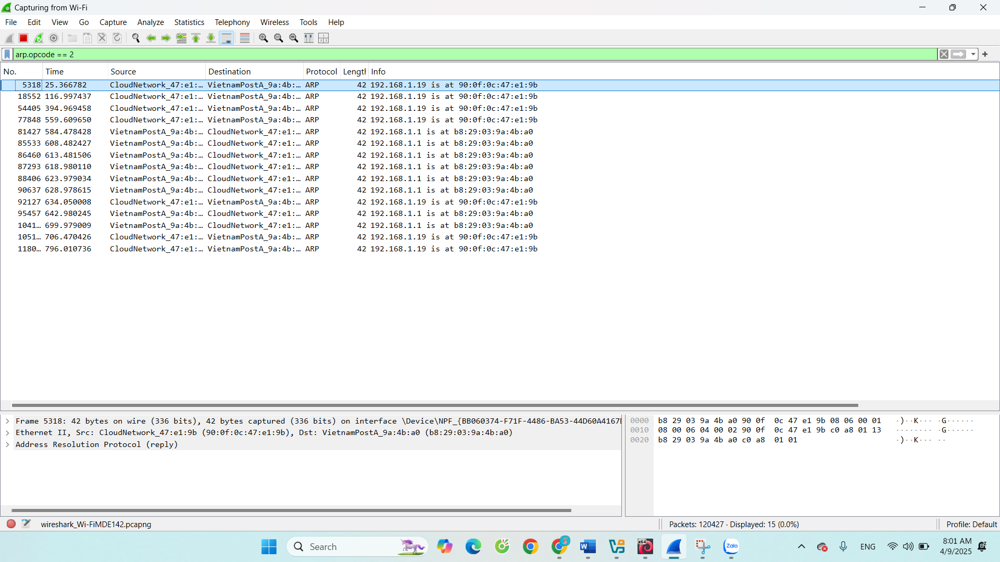 Capturing from Wi-Fi
File Edit View Go Capture Analyze Statistics Telephony Wireless Tools Help
arp.opcode == 2
No. Time Source Destination Protocol Length Info
5318 25.366782 CloudNetwork_47:e1:… VietnamPostA_9a:4b:… ARP 42 192.168.1.19 is at 90:0f:0c:47:e1:9b
18552 116.997437 CloudNetwork_47:e1:… VietnamPostA_9a:4b:… ARP 42 192.168.1.19 is at 90:0f:0c:47:e1:9b
54405 394.969458 CloudNetwork_47:e1:… VietnamPostA_9a:4b:… ARP 42 192.168.1.19 is at 90:0f:0c:47:e1:9b
77848 559.609650 CloudNetwork_47:e1:… VietnamPostA_9a:4b:… ARP 42 192.168.1.19 is at 90:0f:0c:47:e1:9b
81427 584.478428 VietnamPostA_9a:4b:… CloudNetwork_47:e1:… ARP 42 192.168.1.1 is at b8:29:03:9a:4b:a0
85533 608.482427 VietnamPostA_9a:4b:… CloudNetwork_47:e1:… ARP 42 192.168.1.1 is at b8:29:03:9a:4b:a0
86460 613.481506 VietnamPostA_9a:4b:… CloudNetwork_47:e1:… ARP 42 192.168.1.1 is at b8:29:03:9a:4b:a0
87293 618.980110 VietnamPostA_9a:4b:… CloudNetwork_47:e1:… ARP 42 192.168.1.1 is at b8:29:03:9a:4b:a0
88406 623.979034 VietnamPostA_9a:4b:… CloudNetwork_47:e1:… ARP 42 192.168.1.1 is at b8:29:03:9a:4b:a0
90637 628.978615 VietnamPostA_9a:4b:… CloudNetwork_47:e1:… ARP 42 192.168.1.1 is at b8:29:03:9a:4b:a0
92127 634.050008 CloudNetwork_47:e1:… VietnamPostA_9a:4b:… ARP 42 192.168.1.19 is at 90:0f:0c:47:e1:9b
95457 642.980245 VietnamPostA_9a:4b:… CloudNetwork_47:e1:… ARP 42 192.168.1.1 is at b8:29:03:9a:4b:a0
1041… 699.979009 VietnamPostA_9a:4b:… CloudNetwork_47:e1:… ARP 42 192.168.1.1 is at b8:29:03:9a:4b:a0
1051… 706.470426 CloudNetwork_47:e1:… VietnamPostA_9a:4b:… ARP 42 192.168.1.19 is at 90:0f:0c:47:e1:9b
1180… 796.010736 CloudNetwork_47:e1:… VietnamPostA_9a:4b:… ARP 42 192.168.1.19 is at 90:0f:0c:47:e1:9b
Frame 5318: 42 bytes on wire (336 bits), 42 bytes captured (336 bits) on interface \Device\NPF_{BB060374-F71F-4486-BA53-44D60A4167D
Ethernet II, Src: CloudNetwork_47:e1:9b (90:0f:0c:47:e1:9b), Dst: VietnamPostA_9a:4b:a0 (b8:29:03:9a:4b:a0)
Address Resolution Protocol (reply)
0000 b8 29 03 9a 4b a0 90 0f 0c 47 e1 9b 08 06 00 01 ·)··K··· ·G······
0010 08 00 06 04 00 02 90 0f 0c 47 e1 9b c0 a8 01 13 ········ ·G······
0020 b8 29 03 9a 4b a0 c0 a8 01 01 ·)··K··· ··
wireshark_Wi-FiMDE142.pcapng
Packets: 120427 · Displayed: 15 (0.0%)
Profile: Default
Search
x64
Zalo
ENG
8:01 AM
4/9/2025